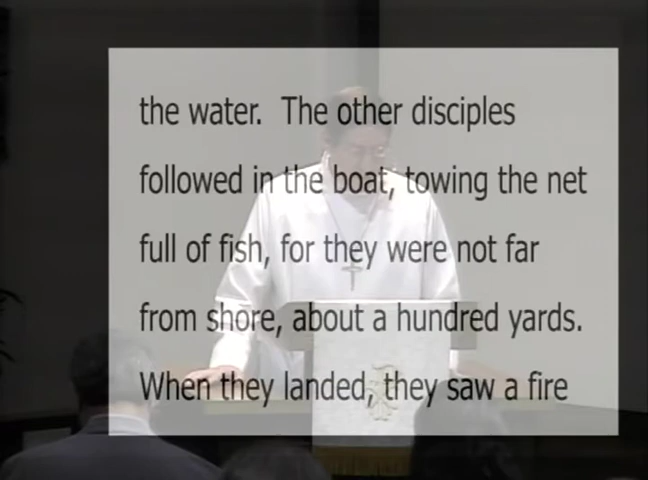 the water.  The other disciples
followed in the boat, towing the net
full of fish, for they were not far
from shore, about a hundred yards.
When they landed, they saw a fire